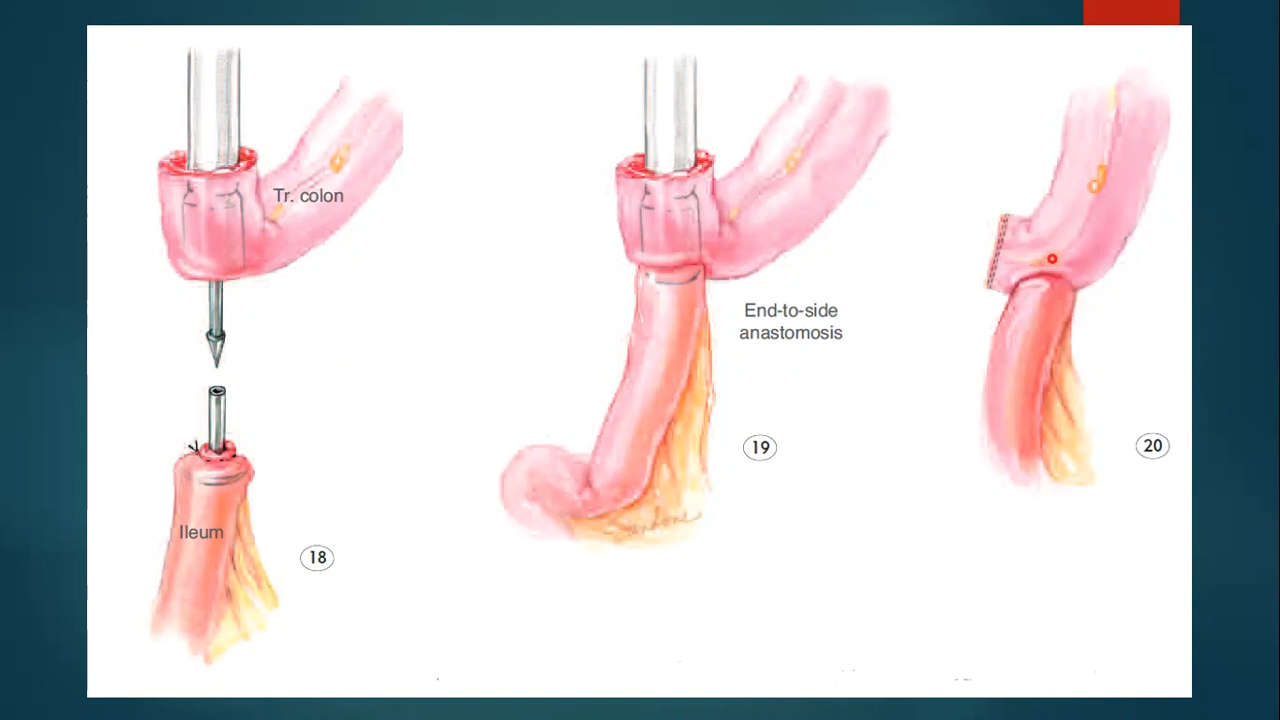 Tr. colon
Ileum
18
End-to-side
anastomosis
19
20